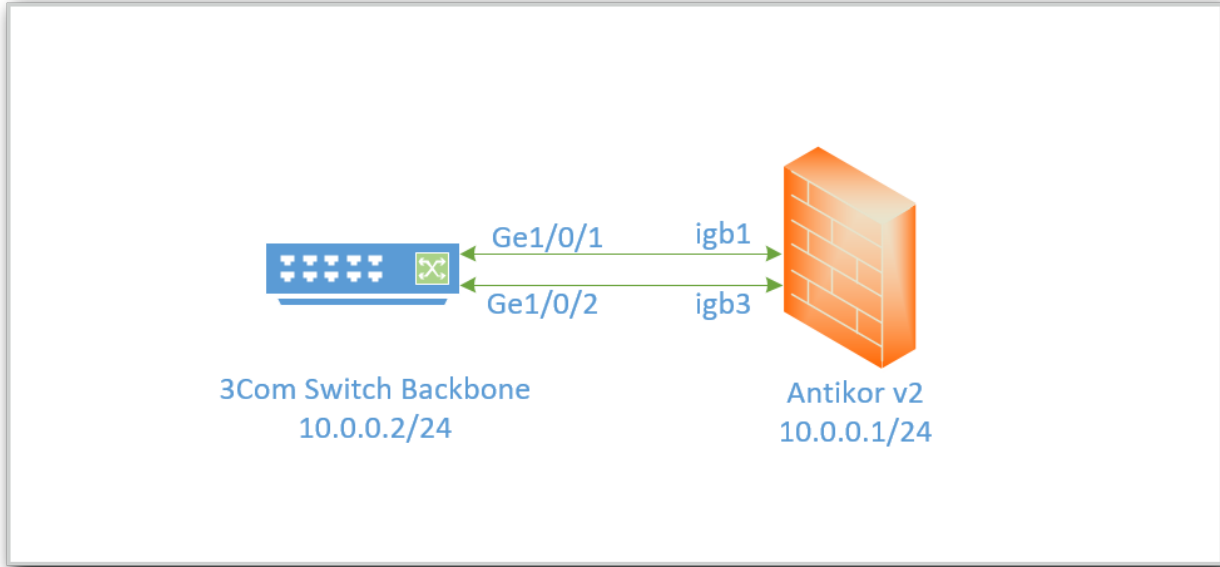 Ge1/0/1 igb1
Ge1/0/2 igb3
3Com Switch Backbone
10.0.0.2/24
Antikor v2
10.0.0.1/24